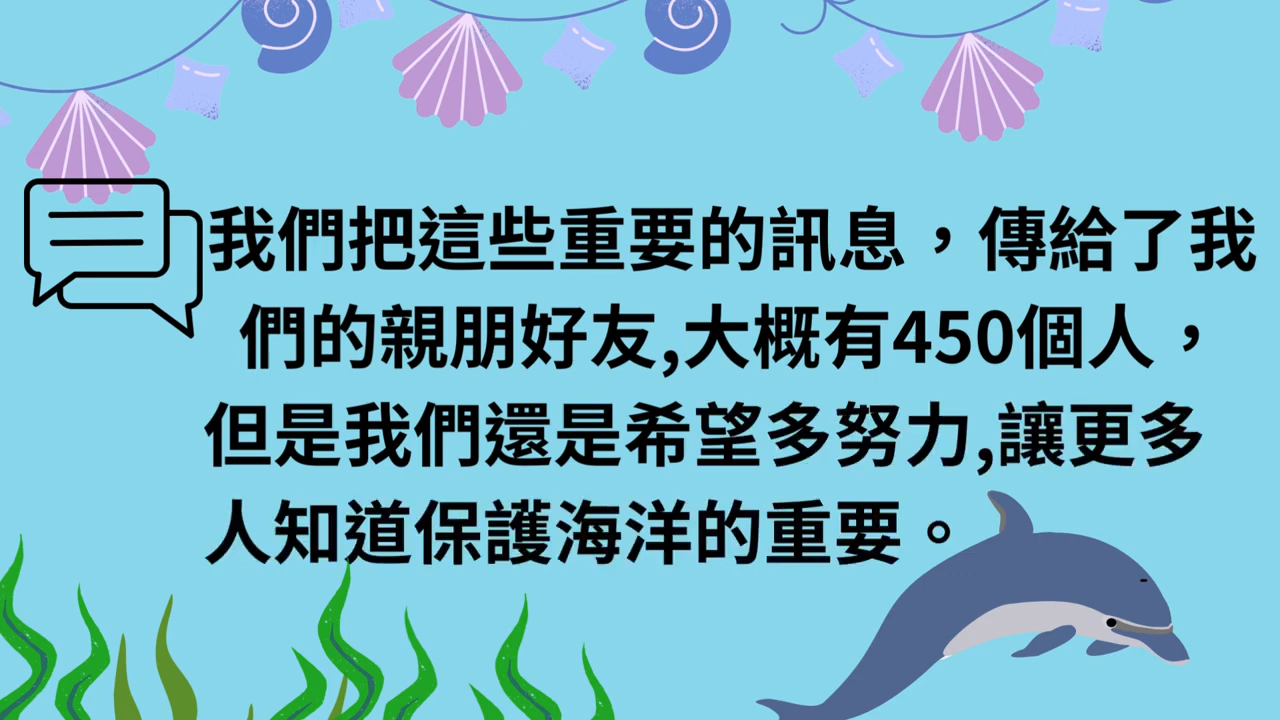 我們把這些重要的訊息，傳給了我
們的親朋好友,大概有450個人，
但是我們還是希望多努力,讓更多
人知道保護海洋的重要。